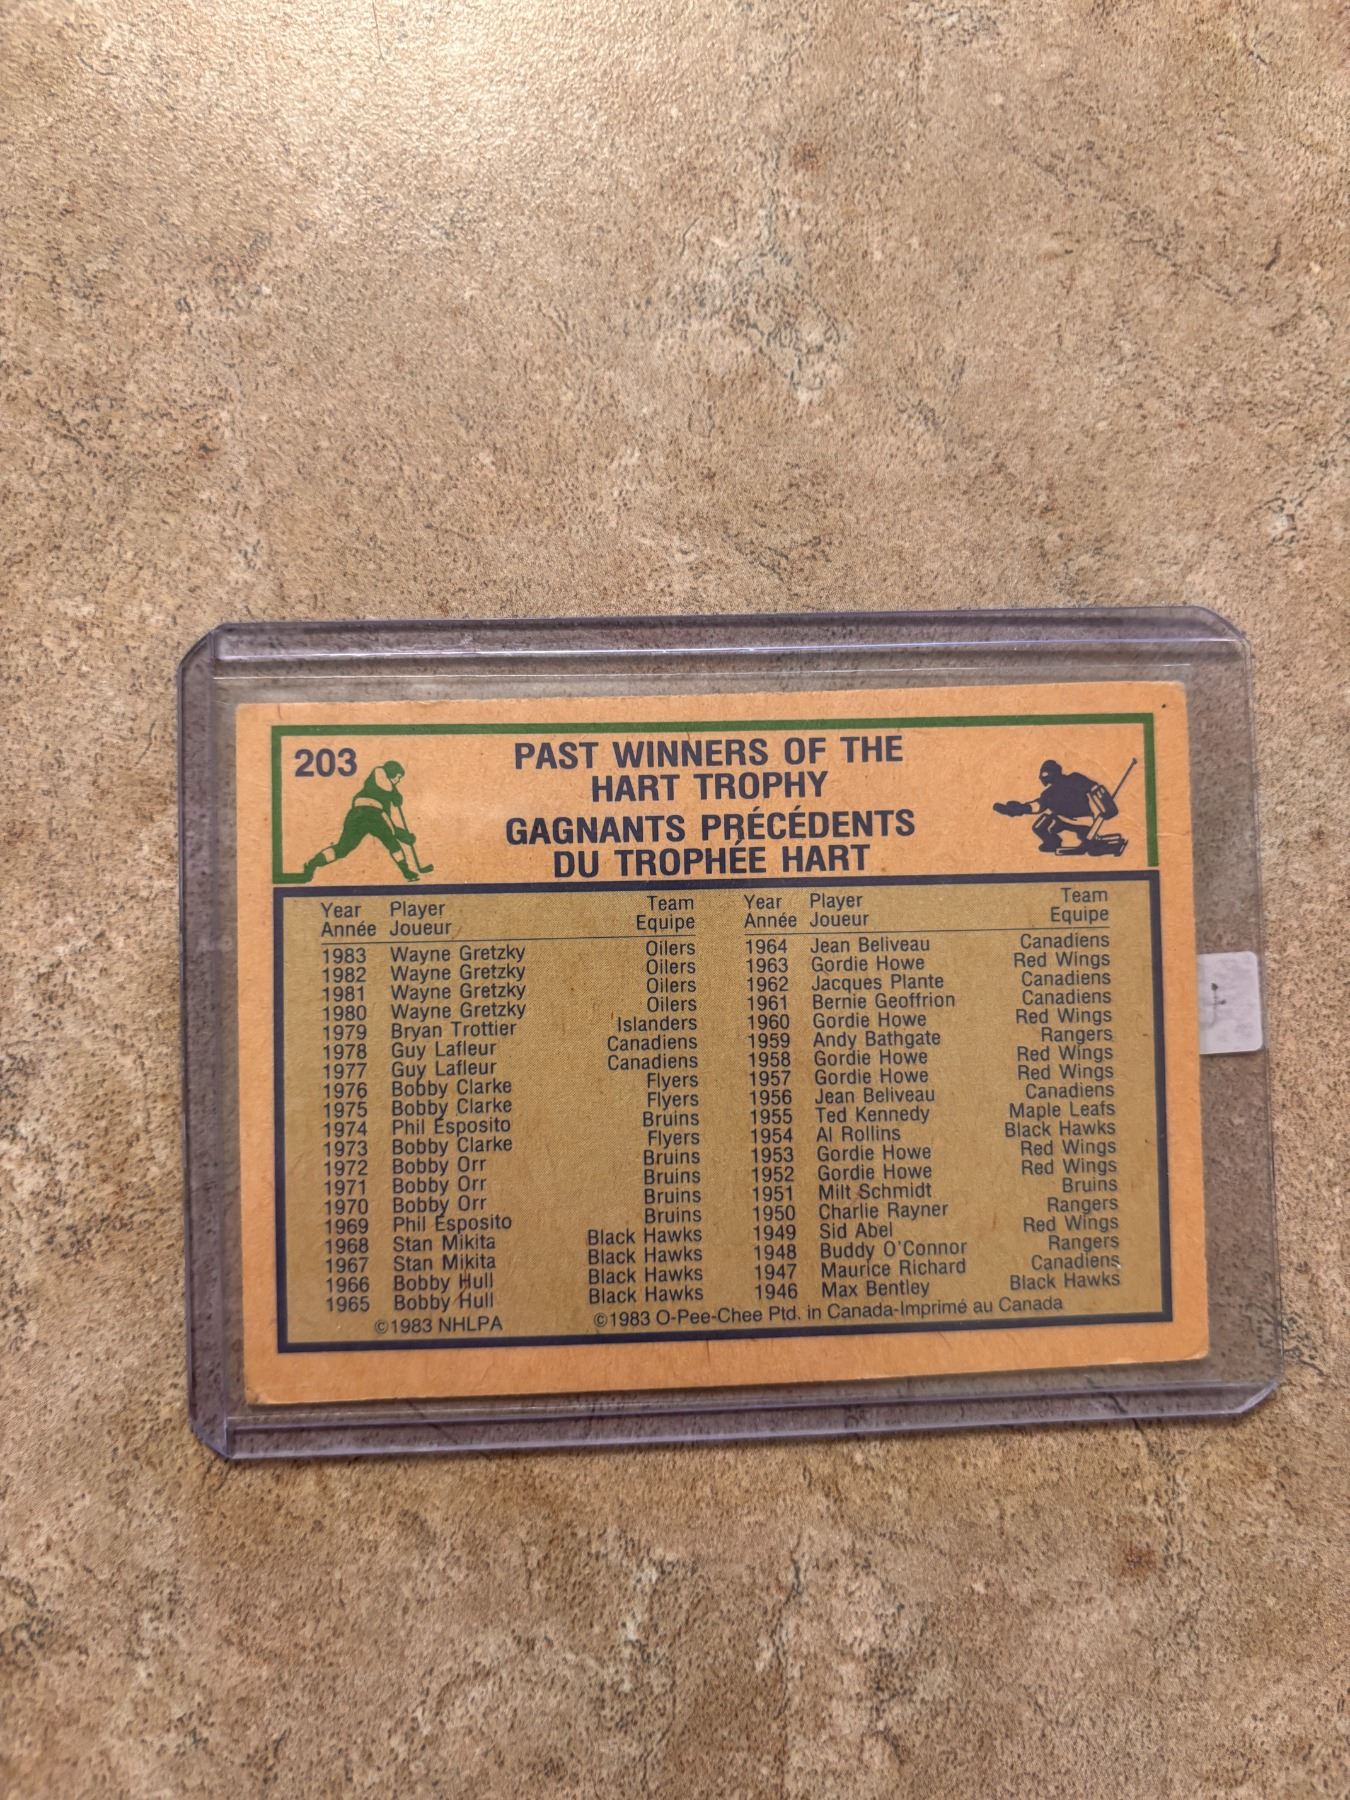 203
PAST WINNERS OF THE
HART TROPHY
GAGNANTS PRÉCÉDENTS
DU TROPHÉE HART
Year Player Team
Année Joueur Equipe
1983 Wayne Gretzky Oilers
1982 Wayne Gretzky Oilers
1981 Wayne Gretzky Oilers
1980 Wayne Gretzky Oilers
1979 Bryan Trottier Islanders
1978 Guy Lafleur Canadiens
1977 Guy Lafleur Canadiens
1976 Bobby Clarke Flyers
1975 Bobby Clarke Flyers
1974 Phil Esposito Bruins
1973 Bobby Clarke Flyers
1972 Bobby Orr Bruins
1971 Bobby Orr Bruins
1970 Bobby Orr Bruins
1969 Phil Esposito Bruins
1968 Stan Mikita Black Hawks
1967 Stan Mikita Black Hawks
1966 Bobby Hull Black Hawks
1965 Bobby Hull Black Hawks
Year Player Team
Année Joueur Equipe
1964 Jean Beliveau Canadiens
1963 Gordie Howe Red Wings
1962 Jacques Plante Canadiens
1961 Bernie Geoffrion Canadiens
1960 Gordie Howe Red Wings
1959 Andy Bathgate Rangers
1958 Gordie Howe Red Wings
1957 Gordie Howe Red Wings
1956 Jean Beliveau Canadiens
1955 Ted Kennedy Maple Leafs
1954 Al Rollins Black Hawks
1953 Gordie Howe Red Wings
1952 Gordie Howe Red Wings
1951 Milt Schmidt Bruins
1950 Charlie Rayner Rangers
1949 Sid Abel Red Wings
1948 Buddy O'Connor Rangers
1947 Maurice Richard Canadiens
1946 Max Bentley Black Hawks
©1983 NHLPA ©1983 O-Pee-Chee Ptd. in Canada-Imprimé au Canada